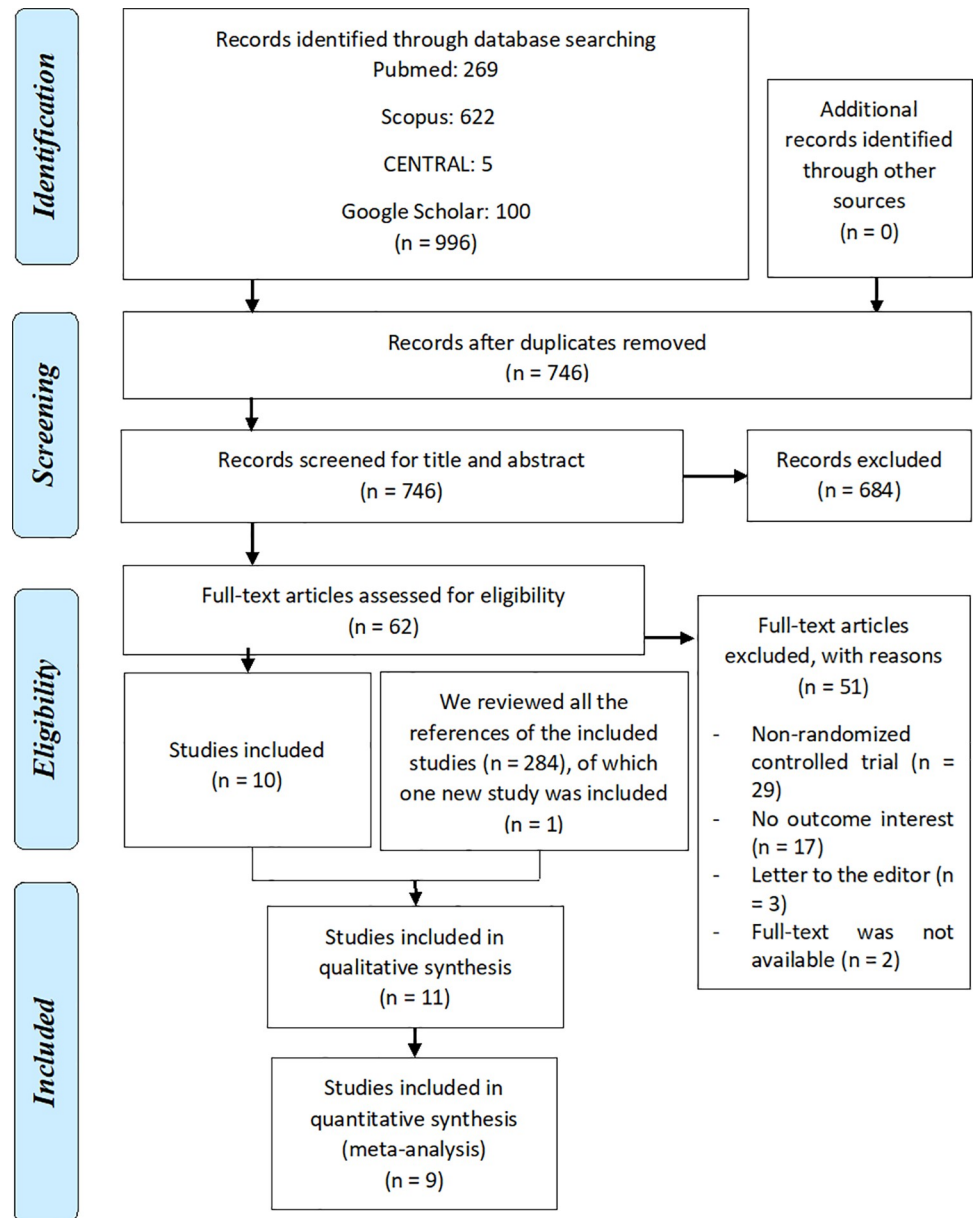 Identification
Records identified through database searching
Pubmed: 269
Scopus: 622
CENTRAL: 5
Google Scholar: 100
(n = 996)
Additional
records identified
through other
sources
(n = 0)
Screening
Records after duplicates removed
(n = 746)
Records screened for title and abstract
(n = 746)
Records excluded
(n = 684)
Eligibility
Full-text articles assessed for eligibility
(n = 62)
Full-text articles
excluded, with reasons
(n = 51)
- Non-randomized
controlled trial (n =
29)
- No outcome interest
(n = 17)
- Letter to the editor (n
= 3)
- Full-text was not
available (n = 2)
Studies included
(n = 10)
We reviewed all the
references of the included
studies (n = 284), of which
one new study was included
(n = 1)
Included
Studies included in
qualitative synthesis
(n = 11)
Studies included in
quantitative synthesis
(meta-analysis)
(n = 9)